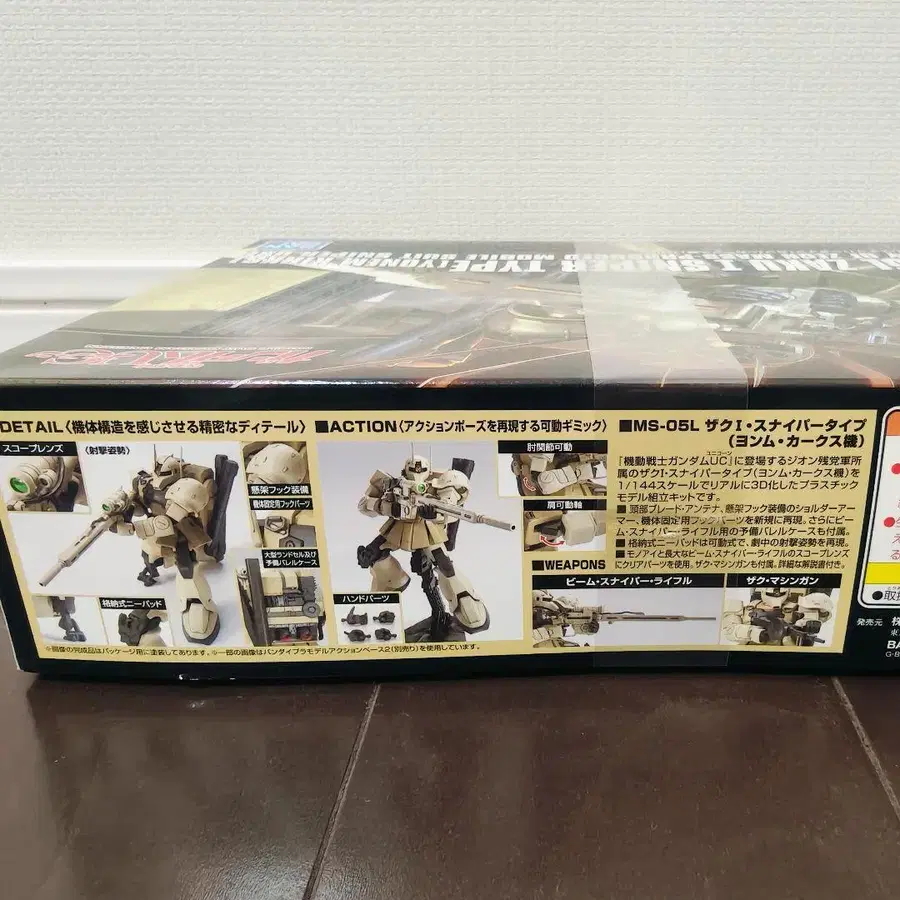 ZAKU I SNIPER TYPE (YONEM KIRKS)
DETAIL〈機体構造を感じさせる精密なディテール〉
スコープレンズ
〈射撃姿勢〉
懸架フック装備
機体固定用フックパーツ
大型ランドセル及び
予備バレルケース
格納式ニーパッド
■ACTION〈アクションポーズを再現する可動ギミック〉
肘関節可動
肩可動軸
ハンドパーツ
■WEAPONS
ビーム・スナイパー・ライフル
ザク・マシンガン
■MS-05L ザクⅠ・スナイパータイプ
(ヨンム・カークス機)
ユニコーン
『機動戦士ガンダムUC』に登場するジオン残党軍所
属のザクⅠ・スナイパータイプ(ヨンム・カークス機)を
1/144スケールでリアルに3D化したプラスチック
モデル組立キットです。
■ 頭部ブレード・アンテナ、懸架フック装備のショルダーアー
マー、機体固定用フックパーツを新規に再現。さらにビー
ム・スナイパー・ライフル用の予備バレルケースも付属。
■ 格納式ニーパッドは可動式で、劇中の射撃姿勢を再現。
■モノアイと長大なビーム・スナイパー・ライフルのスコープレンズ
にクリアパーツを使用。ザク・マシンガンも付属。詳細な解説書付き。
※画像の完成品はパッケージ用に塗装してあります。※一部の画像はバンダイプラモデルアクションベース2(別売り)を使用しています。
発売元
BA